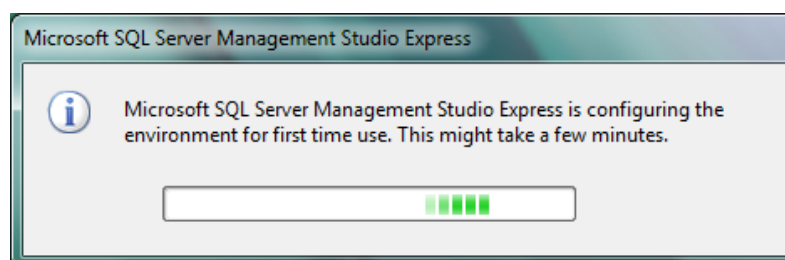 Microsoft SQL Server Management Studio Express
Microsoft SQL Server Management Studio Express is configuring the
environment for first time use. This might take a few minutes.